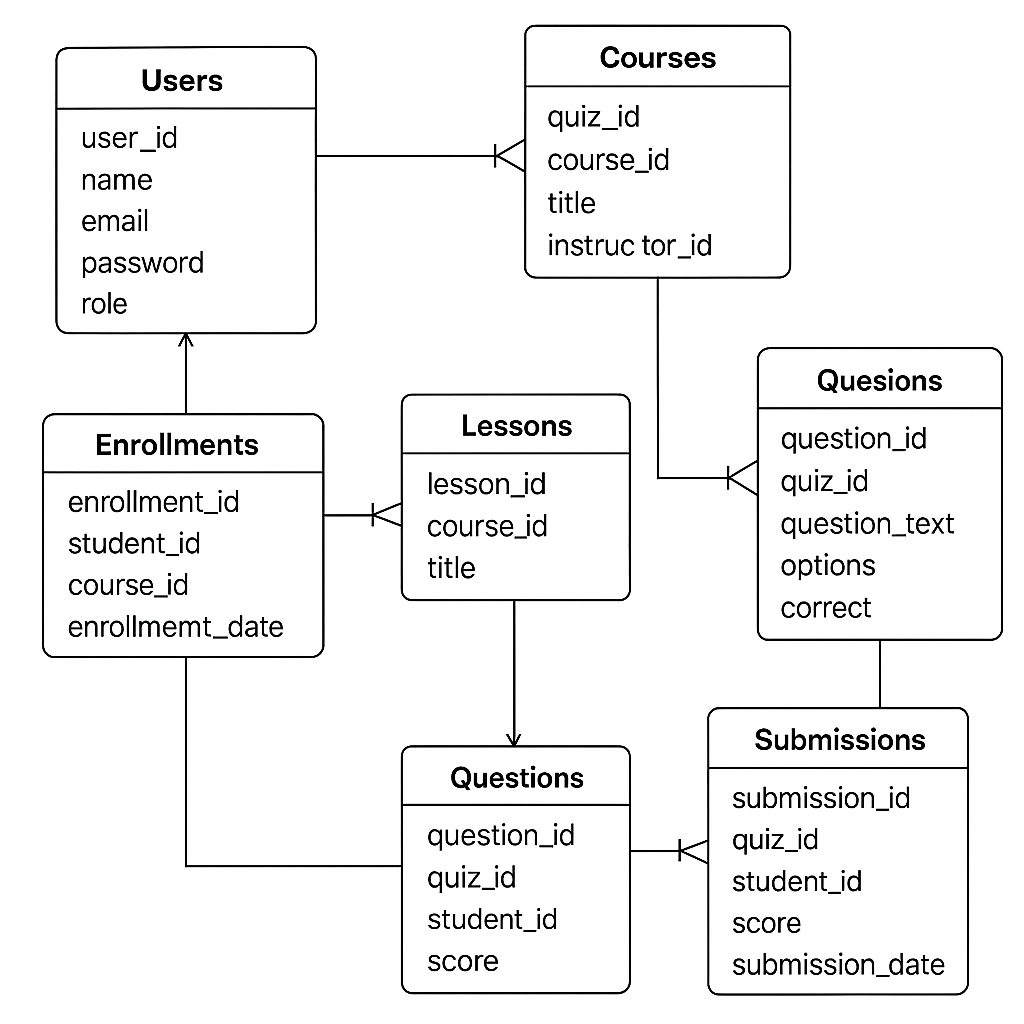 Users
user_id
name
email
password
role
Courses
quiz_id
course_id
title
instruc tor_id
Enrollments
enrollment_id
student_id
course_id
enrollmemt_date
Lessons
lesson_id
course_id
title
Quesions
question_id
quiz_id
question_text
options
correct
Questions
question_id
quiz_id
student_id
score
Submissions
submission_id
quiz_id
student_id
score
submission_date